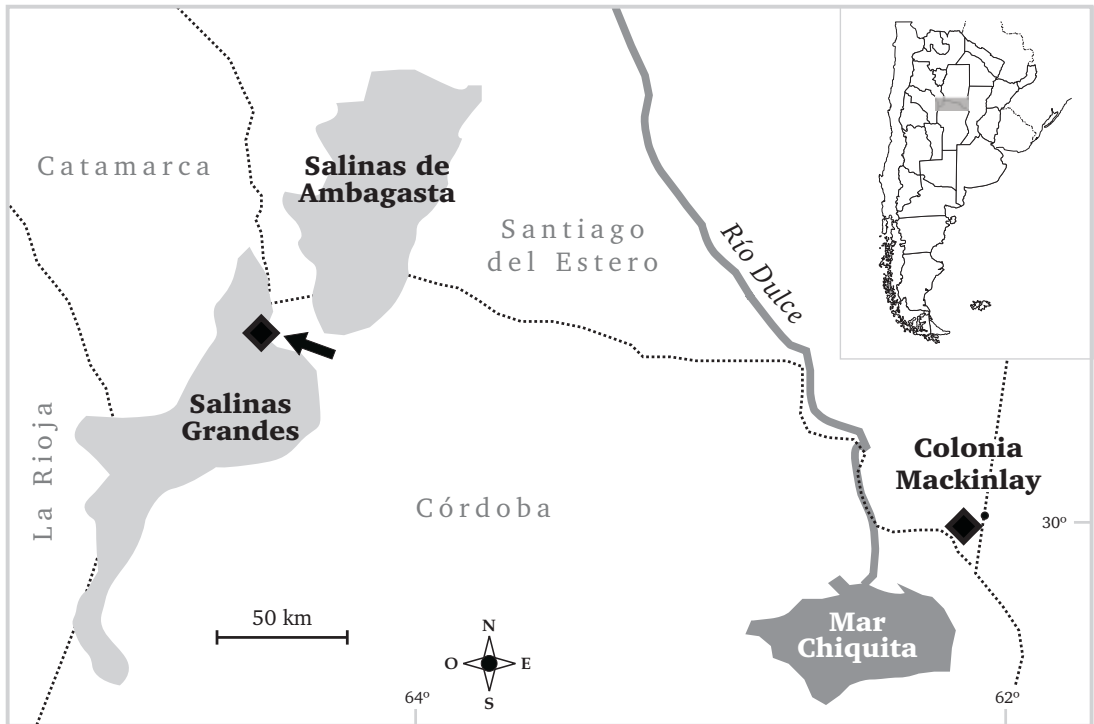 Catamarca
Salinas de
Ambagasta
Santiago
del Estero
Río Dulce
Salinas
Grandes
La Rioja
Córdoba
Colonia
Mackinlay
30º
50 km
N
O
E
S
Mar
Chiquita
64º
62º